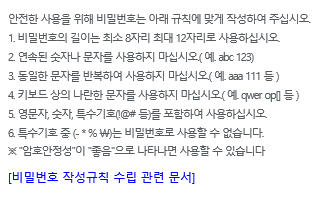 안전한 사용을 위해 비밀번호는 아래 규칙에 맞게 작성하여 주십시오.
1. 비밀번호의 길이는 최소 8자리 최대 12자리로 사용하십시오.
2. 연속된 숫자나 문자를 사용하지 마십시오.( 예. abc 123)
3. 동일한 문자를 반복하여 사용하지 마십시오.( 예. aaa 111 등 )
4. 키보드 상의 나란한 문자를 사용하지 마십시오.( 예. qwer op[] 등 )
5. 영문자, 숫자, 특수기호(!@# 등)를 포함하여 사용하십시오.
6. 특수기호 중 (- * % ₩)는 비밀번호로 사용할 수 없습니다.
※ "암호안정성"이 "좋음"으로 나타나면 사용할 수 있습니다
[비밀번호 작성규칙 수립 관련 문서]